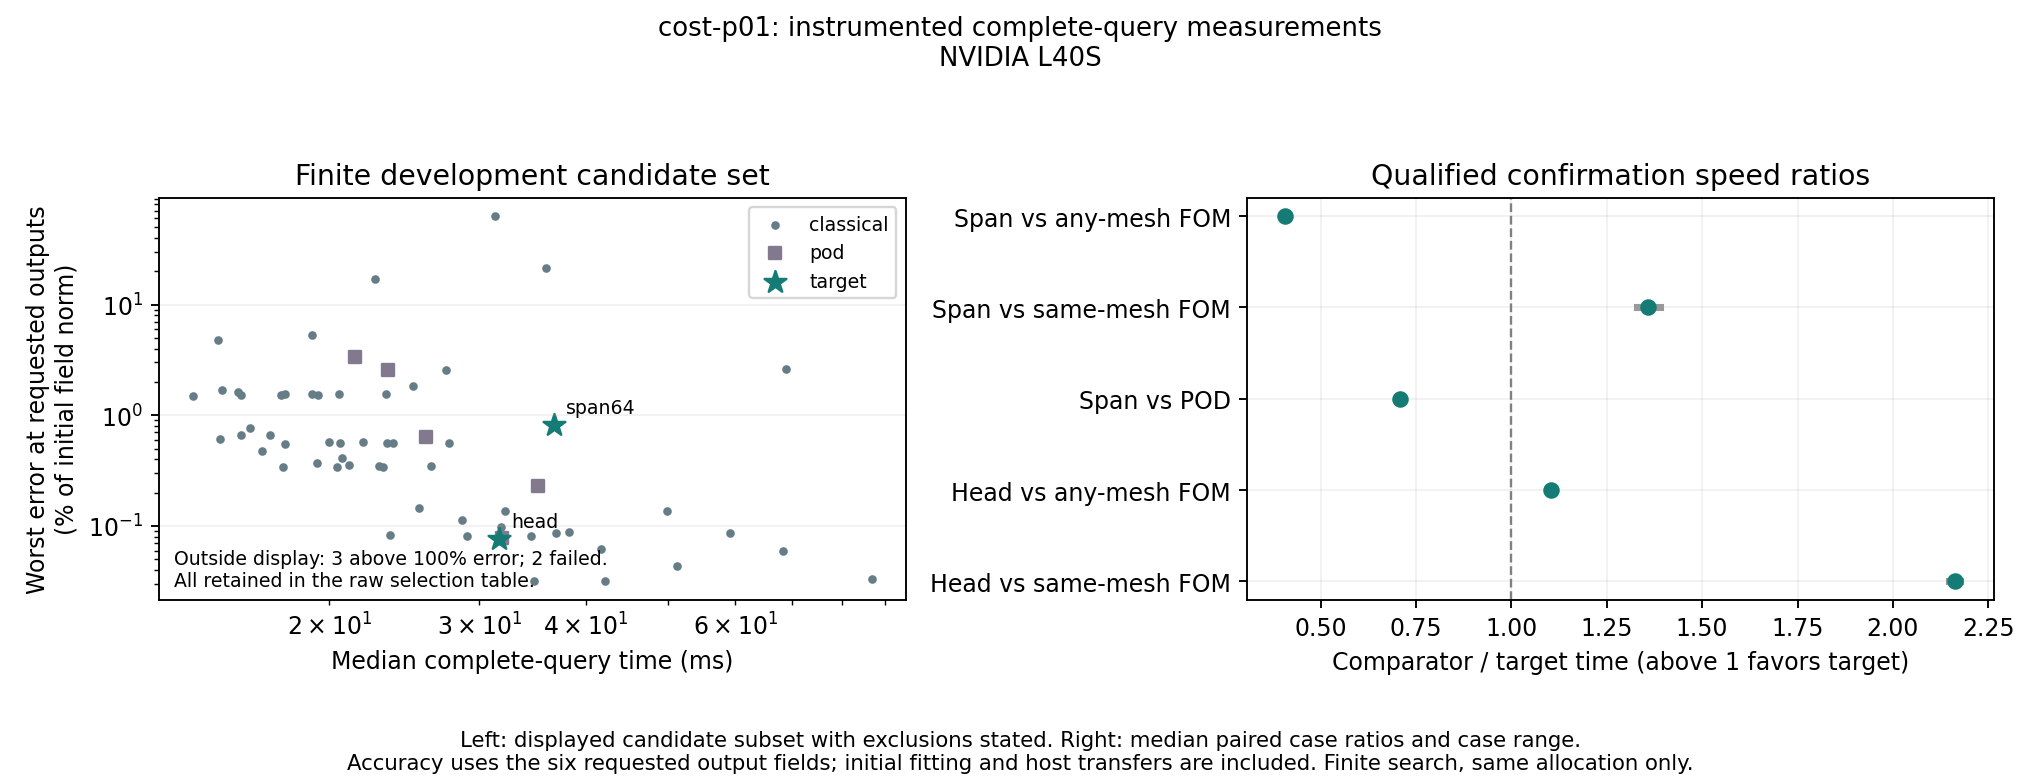 cost-p01: instrumented complete-query measurements
NVIDIA L40S
Finite development candidate set
Worst error at requested outputs
(% of initial field norm)
10¹
10⁰
10⁻¹
classical
pod
target
span64
head
Outside display: 3 above 100% error; 2 failed.
All retained in the raw selection table.
2 × 10¹ 3 × 10¹ 4 × 10¹ 6 × 10¹
Median complete-query time (ms)
Qualified confirmation speed ratios
Span vs any-mesh FOM
Span vs same-mesh FOM
Span vs POD
Head vs any-mesh FOM
Head vs same-mesh FOM
0.50 0.75 1.00 1.25 1.50 1.75 2.00 2.25
Comparator / target time (above 1 favors target)
Left: displayed candidate subset with exclusions stated. Right: median paired case ratios and case range.
Accuracy uses the six requested output fields; initial fitting and host transfers are included. Finite search, same allocation only.